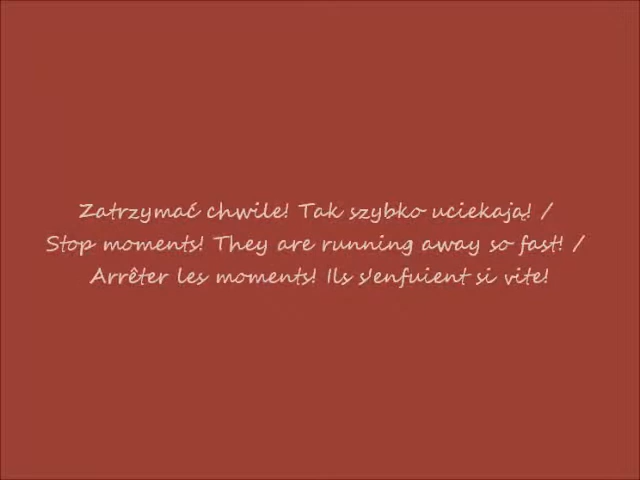 Zatrzymać chwile! Tak szybko uciekają! /
Stop moments! They are running away so fast! /
Arrêter les moments! Ils s'enfuient si vite!